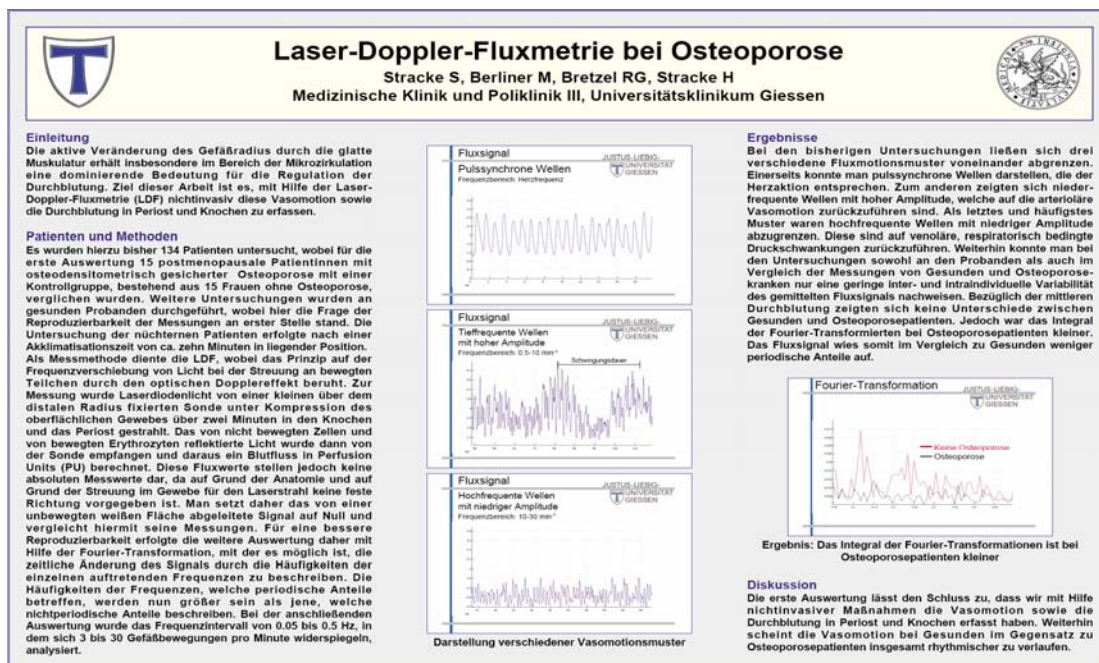 Laser-Doppler-Fluxmetrie bei Osteoporose
Stracke S, Berliner M, Bretzel RG, Stracke H
Medizinische Klinik und Poliklinik III, Universitätsklinikum Giessen
Einleitung
Die aktive Veränderung des Gefäßradius durch die glatte
Muskulatur erhält insbesondere im Bereich der Mikrozirkulation
eine dominierende Bedeutung für die Regulation der
Durchblutung. Ziel dieser Arbeit ist es, mit Hilfe der Laser-
Doppler-Fluxmetrie (LDF) nichtinvasiv diese Vasomotion sowie
die Durchblutung in Periost und Knochen zu erfassen.
Patienten und Methoden
Es wurden hierzu bisher 134 Patienten untersucht, wobei für die
erste Auswertung 15 postmenopausale Patientinnen mit
osteodensitometrisch gesicherter Osteoporose mit einer
Kontrollgruppe, bestehend aus 15 Frauen ohne Osteoporose,
verglichen wurden. Weitere Untersuchungen wurden an
gesunden Probanden durchgeführt, wobei hier die Frage der
Reproduzierbarkeit der Messungen an erster Stelle stand. Die
Untersuchung der nüchternen Patienten erfolgte nach einer
Akklimatisationszeit von ca. zehn Minuten in liegender Position.
Als Messmethode diente die LDF, wobei das Prinzip auf der
Frequenzverschiebung von Licht bei der Streuung an bewegten
Teilchen durch den optischen Dopplereffekt beruht. Zur
Messung wurde Laserdiodenlicht von einer kleinen über dem
distalen Radius fixierten Sonde unter Kompression des
oberflächlichen Gewebes über zwei Minuten in den Knochen
und das Periost gestrahlt. Das von nicht bewegten Zellen und
von bewegten Erythrozyten reflektierte Licht wurde dann von
der Sonde empfangen und daraus ein Blutfluss in Perfusion
Units (PU) berechnet. Diese Fluxwerte stellen jedoch keine
absoluten Messwerte dar, da auf Grund der Anatomie und auf
Grund der Streuung im Gewebe für den Laserstrahl keine feste
Richtung vorgegeben ist. Man setzt daher das von einer
unbewegten weißen Fläche abgeleitete Signal auf Null und
vergleicht hiermit seine Messungen. Für eine bessere
Reproduzierbarkeit erfolgte die weitere Auswertung daher mit
Hilfe der Fourier-Transformation, mit der es möglich ist, die
zeitliche Änderung des Signals durch die Häufigkeiten der
einzelnen auftretenden Frequenzen zu beschreiben. Die
Häufigkeiten der Frequenzen, welche periodische Anteile
betreffen, werden nun größer sein als jene, welche
nichtperiodische Anteile beschreiben. Bei der anschließenden
Auswertung wurde das Frequenzintervall von 0.05 bis 0.5 Hz, in
dem sich 3 bis 30 Gefäßbewegungen pro Minute widerspiegeln,
analysiert.
Fluxsignal
JUSTUS-LIEBIG-
UNIVERSITÄT
GIESSEN
Pulssynchrone Wellen
Frequenzbereich: Herzfrequenz
Fluxsignal
JUSTUS-LIEBIG-
UNIVERSITÄT
GIESSEN
Tieffrequente Wellen
mit hoher Amplitude
Frequenzbereich: 0.5-10 min⁻¹
Schwingungsdauer
Fluxsignal
JUSTUS-LIEBIG-
UNIVERSITÄT
GIESSEN
Hochfrequente Wellen
mit niedriger Amplitude
Frequenzbereich: 10-30 min⁻¹
Darstellung verschiedener Vasomotionsmuster
Ergebnisse
Bei den bisherigen Untersuchungen ließen sich drei
verschiedene Fluxmotionsmuster voneinander abgrenzen.
Einerseits konnte man pulssynchrone Wellen darstellen, die der
Herzaktion entsprechen. Zum anderen zeigten sich nieder-
frequente Wellen mit hoher Amplitude, welche auf die arterioläre
Vasomotion zurückzuführen sind. Als letztes und häufigstes
Muster waren hochfrequente Wellen mit niedriger Amplitude
abzugrenzen. Diese sind auf venoläre, respiratorisch bedingte
Druckschwankungen zurückzuführen. Weiterhin konnte man bei
den Untersuchungen sowohl an den Probanden als auch im
Vergleich der Messungen von Gesunden und Osteoporose-
kranken nur eine geringe inter- und intraindividuelle Variabilität
des gemittelten Fluxsignals nachweisen. Bezüglich der mittleren
Durchblutung zeigten sich keine Unterschiede zwischen
Gesunden und Osteoporosepatienten. Jedoch war das Integral
der Fourier-Transformierten bei Osteoporosepatienten kleiner.
Das Fluxsignal wies somit im Vergleich zu Gesunden weniger
periodische Anteile auf.
Fourier-Transformation
JUSTUS-LIEBIG-
UNIVERSITÄT
GIESSEN
Keine Osteoporose
Osteoporose
Ergebnis: Das Integral der Fourier-Transformationen ist bei
Osteoporosepatienten kleiner
Diskussion
Die erste Auswertung lässt den Schluss zu, dass wir mit Hilfe
nichtinvasiver Maßnahmen die Vasomotion sowie die
Durchblutung in Periost und Knochen erfasst haben. Weiterhin
scheint die Vasomotion bei Gesunden im Gegensatz zu
Osteoporosepatienten insgesamt rhythmischer zu verlaufen.